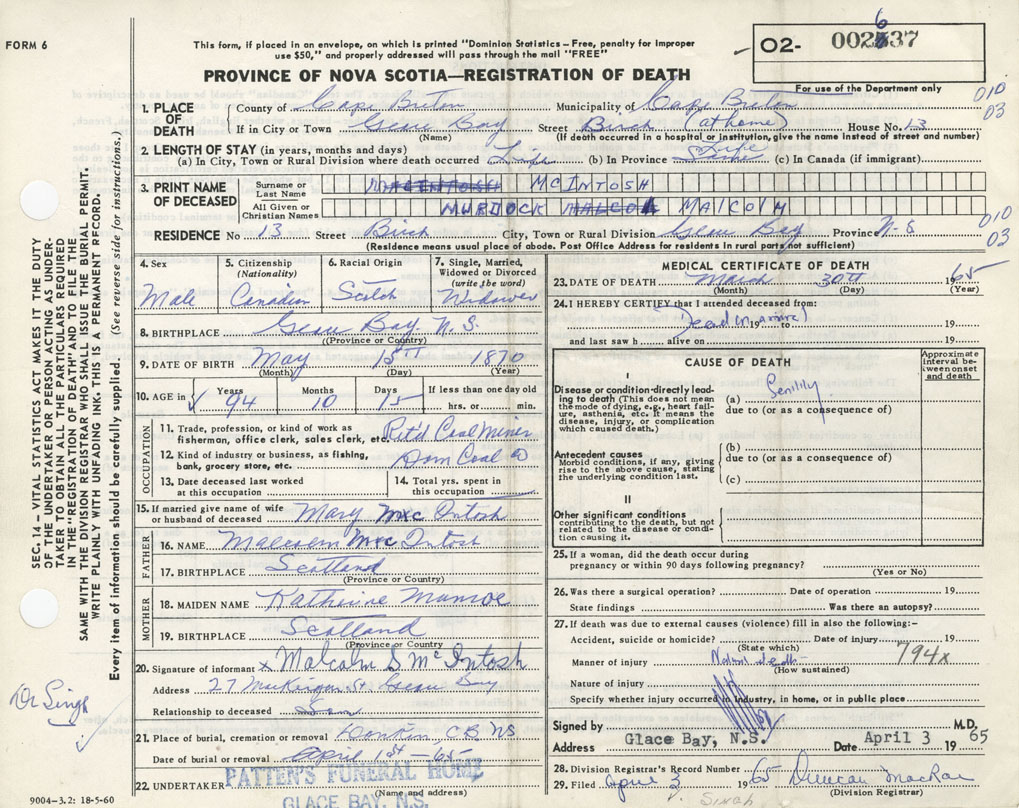 FORM 6
This form, if placed in an envelope, on which is printed "Dominion Statistics – Free, penalty for improper
use $50," and properly addressed will pass through the mail "FREE"
O2- 002637
For use of the Department only
PROVINCE OF NOVA SCOTIA—REGISTRATION OF DEATH
1. PLACE OF DEATH { County of Cape Breton Municipality of Cape Breton 010
If in City or Town Glace Bay Street Birch (at home) House No. 13 03
(Name) (If death occurred in a hospital or institution, give the name instead of street and number)
2. LENGTH OF STAY (in years, months and days) Life
(a) In City, Town or Rural Division where death occurred Life (b) In Province Same (c) In Canada (if immigrant)
3. PRINT NAME OF DECEASED { Surname or Last Name MCINTOSH
All Given or Christian Names MURDOCK MALCOLM
RESIDENCE No 13 Street Birch City, Town or Rural Division Glace Bay Province N-S 010
03
(Residence means usual place of abode. Post Office Address for residents in rural parts not sufficient)
4. Sex 5. Citizenship (Nationality) 6. Racial Origin 7. Single, Married, Widowed or Divorced (write the word)
Male Canadian Scotch Widower
8. BIRTHPLACE Glace Bay. N.S.
(Province or Country)
9. DATE OF BIRTH May 15TH 1870
(Month) (Day) (Year)
10. AGE in Years Months Days If less than one day old
94 10 15 hrs. or min.
OCCUPATION
11. Trade, profession, or kind of work as
fisherman, office clerk, sales clerk, etc. Ret'd Coal Miner
12. Kind of industry or business, as fishing,
bank, grocery store, etc. Dom Coal Co
13. Date deceased last worked at this occupation 14. Total yrs. spent in this occupation
15. If married give name of wife
or husband of deceased Mary MacIntosh
FATHER
16. NAME Malcolm MacIntosh
17. BIRTHPLACE Scotland
(Province or Country)
MOTHER
18. MAIDEN NAME Katherine Munroe
19. BIRTHPLACE Scotland
(Province or Country
20. Signature of informant x Malcolm S McIntosh
Address 27 St. Glace Bay
Relationship to deceased Son
21. Place of burial, cremation or removal Donkin C.B. NS
Date of burial or removal April 1st -65-
22. UNDERTAKER PATTEN'S FUNERAL HOME
(Name and address)
GLACE BAY, N.S.
9004-3.2: 18-5-60
MEDICAL CERTIFICATE OF DEATH
23. DATE OF DEATH March 30TH 1965
(Month) (Day) (Year)
24. I HEREBY CERTIFY that I attended deceased from:
19 to 19
and last saw h alive on 19
CAUSE OF DEATH
Approximate interval between onset and death
I
Disease or condition directly leading to death (This does not mean the mode of dying, e.g., heart failure, asthenia, etc. It means the disease, injury, or complication which caused death.)
(a) Senility
due to (or as a consequence of)
Antecedent causes
Morbid conditions, if any, giving rise to the above cause, stating the underlying condition last.
(b)
due to (or as a consequence of)
(c)
II
Other significant conditions
contributing to the death, but not related to the disease or condition causing it.
25. If a woman, did the death occur during
pregnancy or within 90 days following pregnancy?
(Yes or No)
26. Was there a surgical operation? Date of operation 19
State findings Was there an autopsy?
27. If death was due to external causes (violence) fill in also the following:–
Accident, suicide or homicide? Date of injury 19
(State which) 794x
Manner of injury Natural death
(How sustained)
Nature of injury
Specify whether injury occurred in Industry, in home, or in public place
Signed by M.D.
Address Glace Bay, N.S. Date April 3 19 65
28. Division Registrar's Record Number
29. Filed April 3 1965 Duncan MacRae
(Division Registrar)
SEC. 14 – VITAL STATISTICS ACT MAKES IT THE DUTY
OF THE UNDERTAKER OR PERSON ACTING AS UNDER-
TAKER TO OBTAIN ALL THE PARTICULARS REQUIRED
IN THE "REGISTRATION OF DEATH" AND TO FILE THE
SAME WITH THE DIVISION REGISTRAR WHO SHALL ISSUE THE BURIAL PERMIT.
WRITE PLAINLY WITH UNFADING INK. THIS IS A PERMANENT RECORD.
Every item of information should be carefully supplied. (See reverse side for instructions.)
Dr Singh